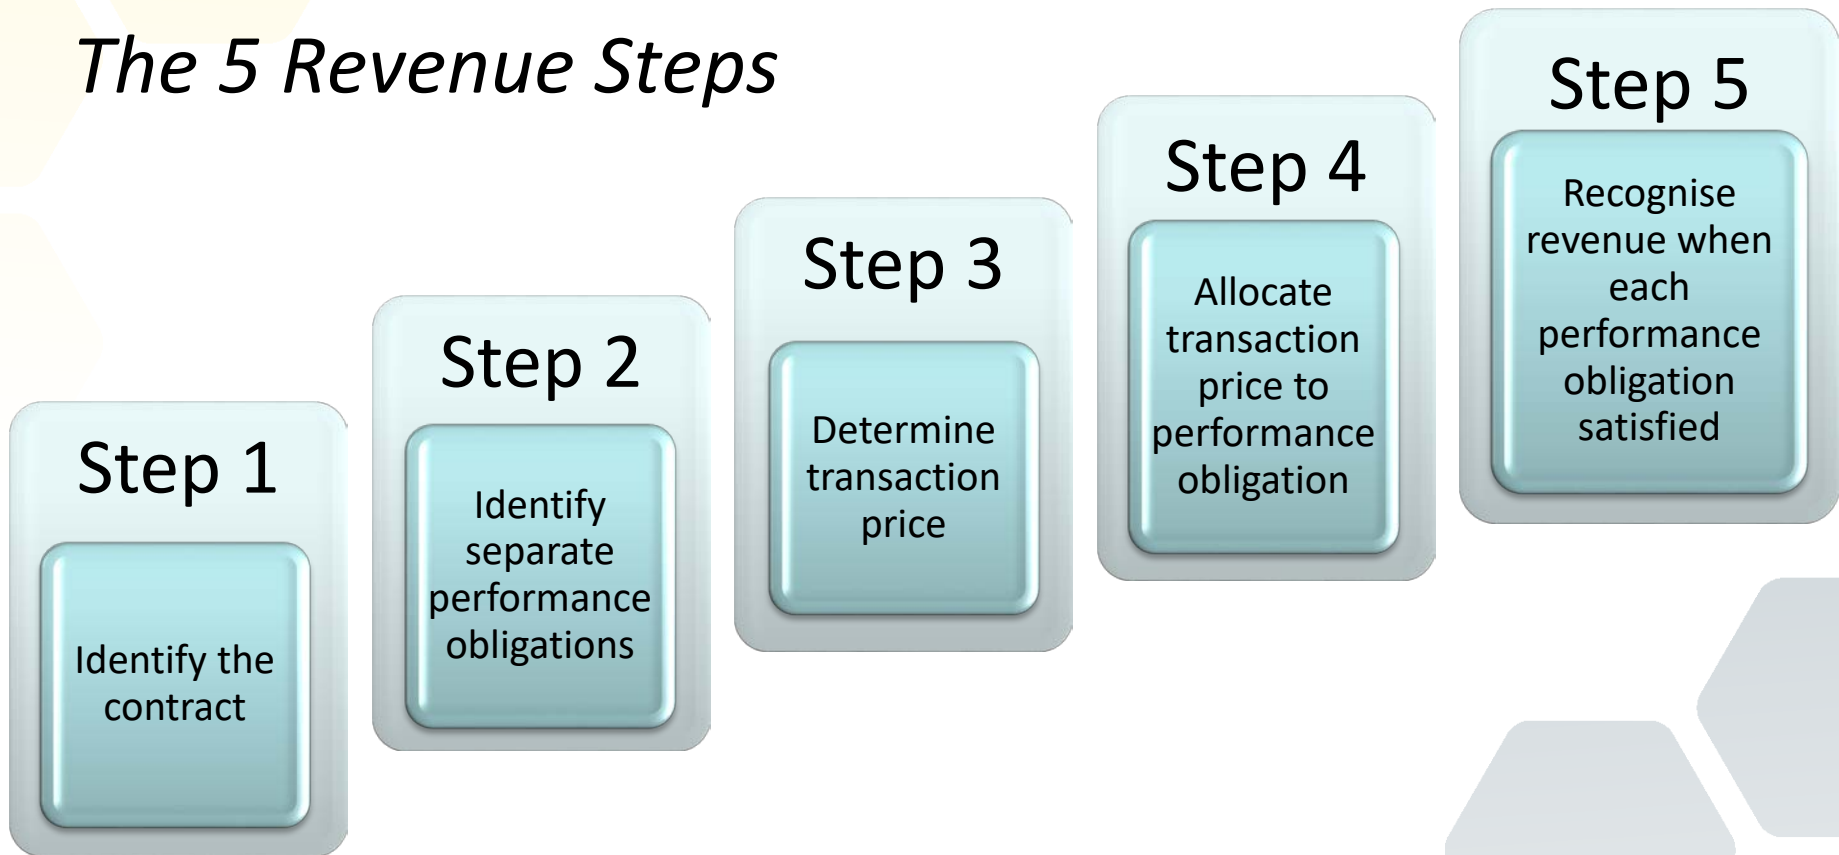 The 5 Revenue Steps
Step 1
Identify the
contract
Step 2
Identify
separate
performance
obligations
Step 3
Determine
transaction
price
Step 4
Allocate
transaction
price to
performance
obligation
Step 5
Recognise
revenue when
each
performance
obligation
satisfied